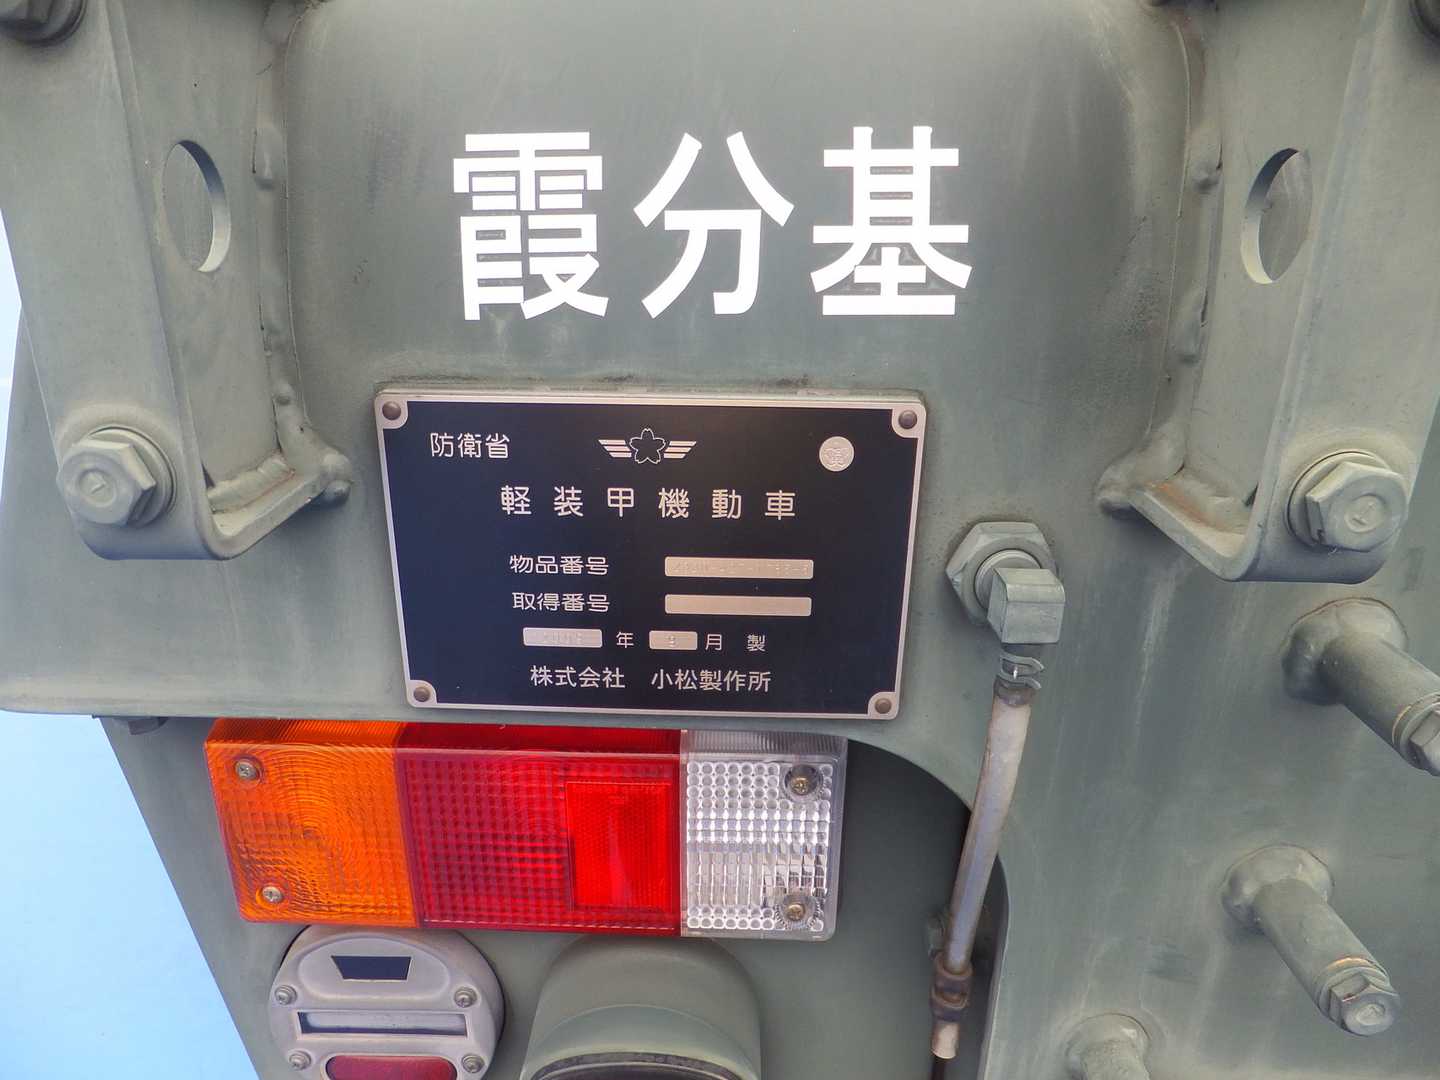 霞分基
防衛省
軽装甲機動車
物品番号
取得番号
年 9 月 製
株式会社 小松製作所